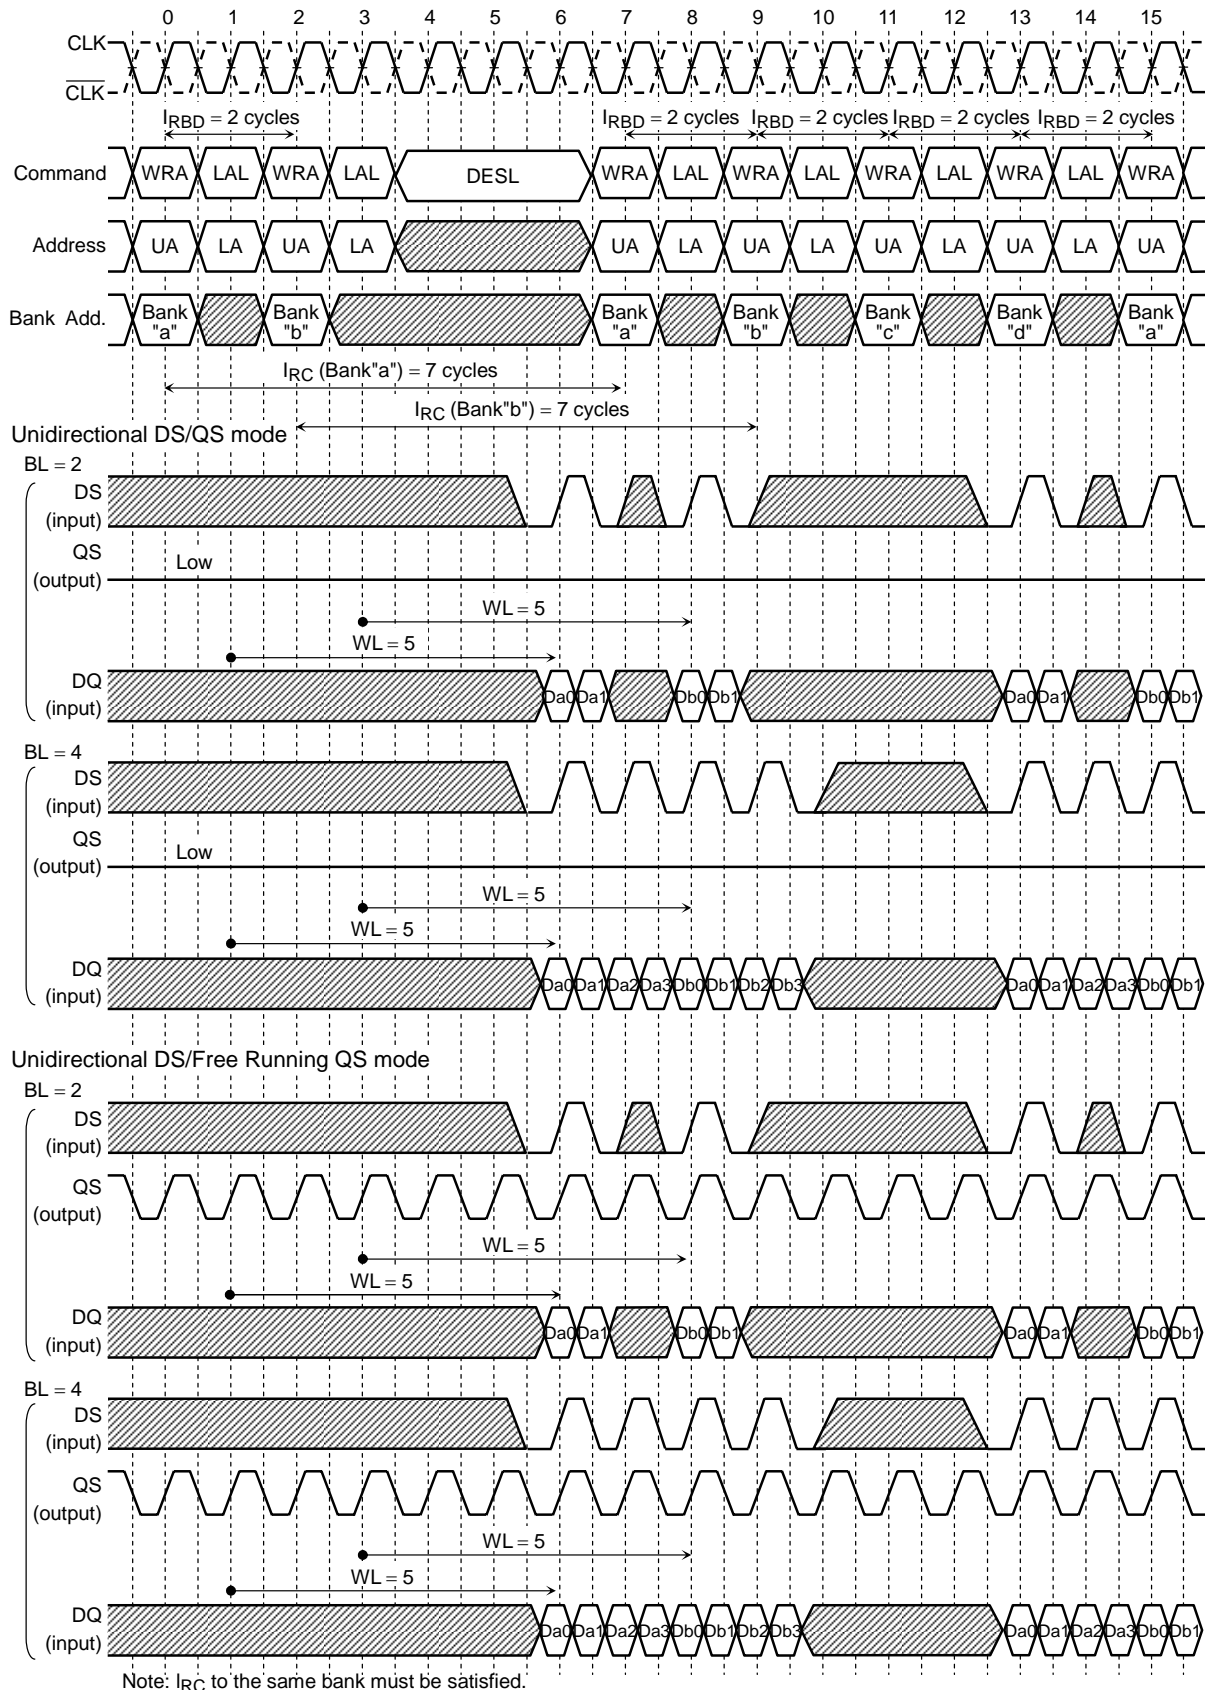 0 1 2 3 4 5 6 7 8 9 10 11 12 13 14 15
CLK
CLK
IRBD = 2 cycles IRBD = 2 cycles IRBD = 2 cycles IRBD = 2 cycles IRBD = 2 cycles
Command WRA LAL WRA LAL DESL WRA LAL WRA LAL WRA LAL WRA LAL WRA
Address UA LA UA LA UA LA UA LA UA LA UA LA UA
Bank Add. Bank "a" Bank "b" Bank "a" Bank "b" Bank "c" Bank "d" Bank "a"
IRC (Bank"a") = 7 cycles
IRC (Bank"b") = 7 cycles
Unidirectional DS/QS mode
BL = 2
DS
(input)
QS
(output)
Low
WL = 5
WL = 5
DQ
(input)
Da0 Da1 Db0 Db1 Da0 Da1 Db0 Db1
BL = 4
DS
(input)
QS
(output)
Low
WL = 5
WL = 5
DQ
(input)
Da0 Da1 Da2 Da3 Db0 Db1 Db2 Db3 Da0 Da1 Da2 Da3 Db0 Db1
Unidirectional DS/Free Running QS mode
BL = 2
DS
(input)
QS
(output)
WL = 5
WL = 5
DQ
(input)
Da0 Da1 Db0 Db1 Da0 Da1 Db0 Db1
BL = 4
DS
(input)
QS
(output)
WL = 5
WL = 5
DQ
(input)
Da0 Da1 Da2 Da3 Db0 Db1 Db2 Db3 Da0 Da1 Da2 Da3 Db0 Db1
Note: IRC to the same bank must be satisfied.